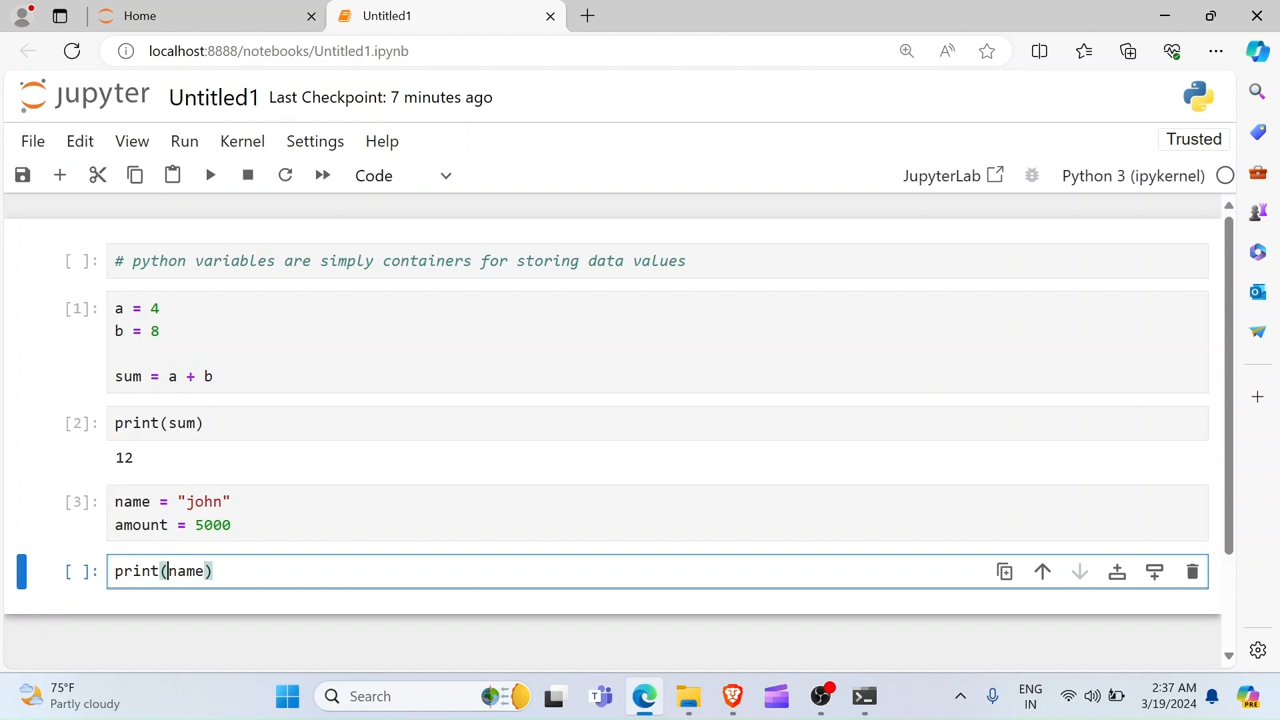 Home
Untitled1
localhost:8888/notebooks/Untitled1.ipynb
jupyter Untitled1 Last Checkpoint: 7 minutes ago
File Edit View Run Kernel Settings Help
Trusted
Code
JupyterLab
Python 3 (ipykernel)
[ ]: # python variables are simply containers for storing data values
[1]: a = 4
b = 8
sum = a + b
[2]: print(sum)
12
[3]: name = "john"
amount = 5000
[ ]: print(name)
75°F
Partly cloudy
Search
ENG
IN
2:37 AM
3/19/2024
PRE